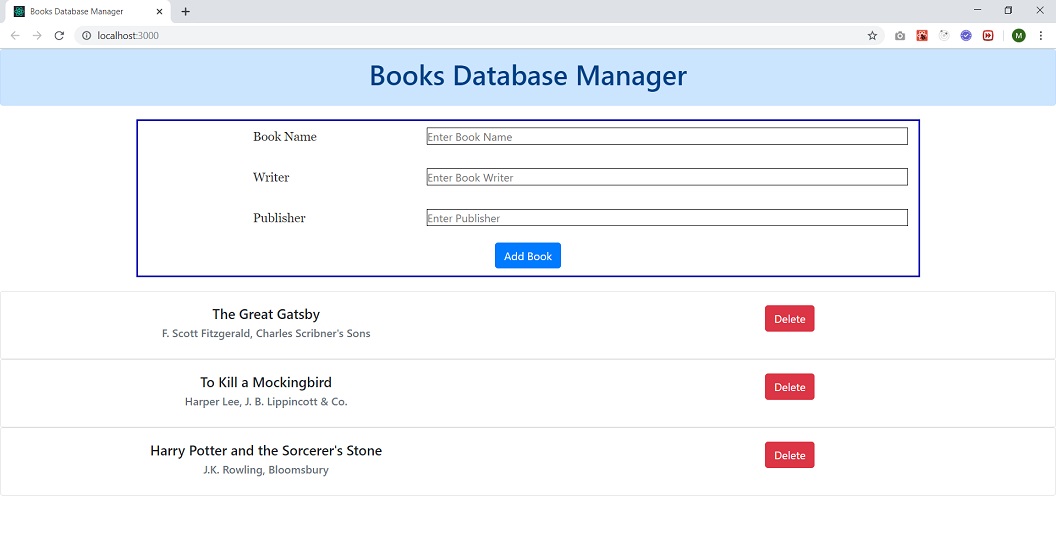 Books Database Manager
localhost:3000
M
Books Database Manager
Book Name
Enter Book Name
Writer
Enter Book Writer
Publisher
Enter Publisher
Add Book
The Great Gatsby
F. Scott Fitzgerald, Charles Scribner's Sons
Delete
To Kill a Mockingbird
Harper Lee, J. B. Lippincott & Co.
Delete
Harry Potter and the Sorcerer's Stone
J.K. Rowling, Bloomsbury
Delete